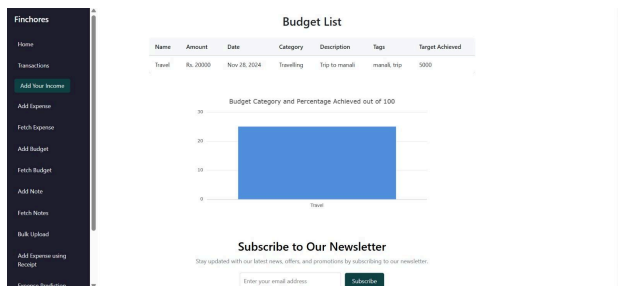 Finchores
Home
Transactions
Add Your Income
Add Expense
Fetch Expense
Add Budget
Fetch Budget
Add Note
Fetch Notes
Bulk Upload
Add Expense using
Receipt
Expense Prediction
Budget List
Name Amount Date Category Description Tags Target Achieved
Travel Rs. 20000 Nov 28, 2024 Travelling Trip to manali manali, trip 5000
Budget Category and Percentage Achieved out of 100
30
20
10
0
Travel
Subscribe to Our Newsletter
Stay updated with our latest news, offers, and promotions by subscribing to our newsletter.
Enter your email address Subscribe